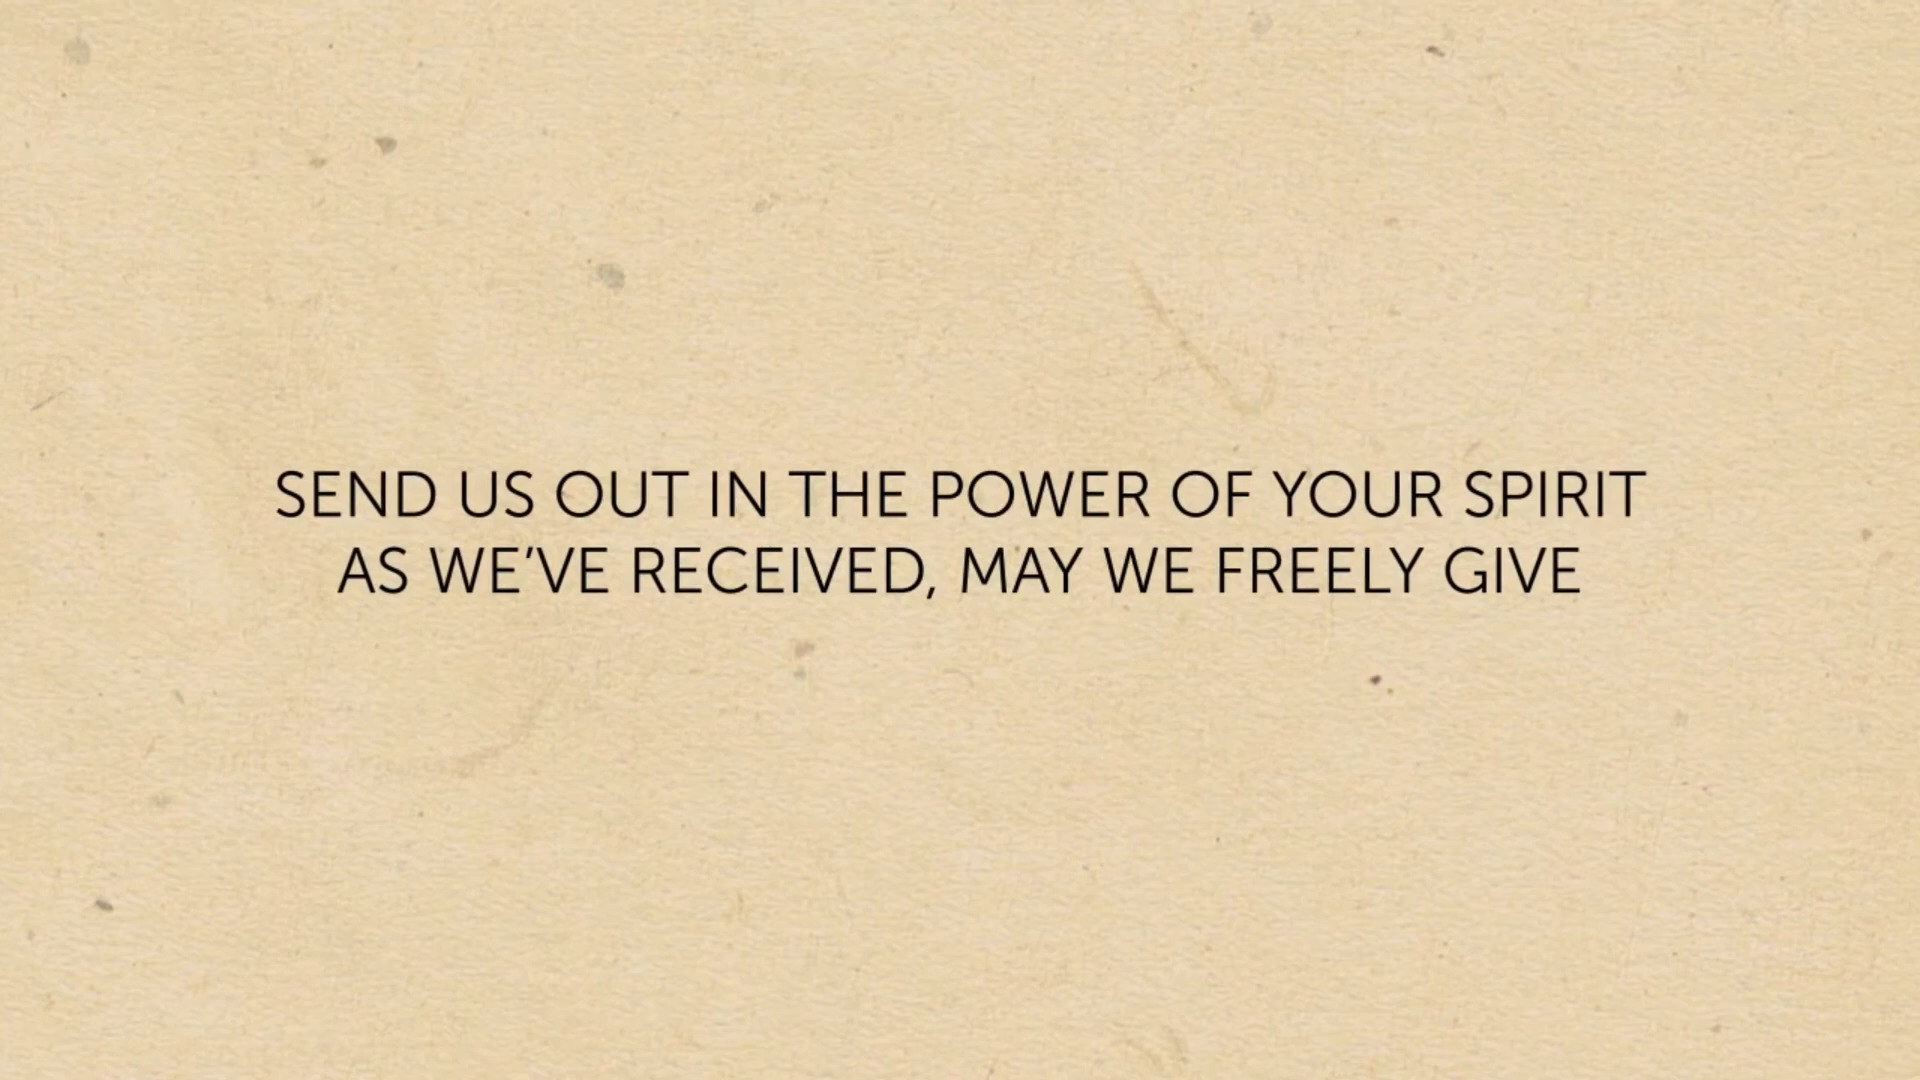 SEND US OUT IN THE POWER OF YOUR SPIRIT
AS WE’VE RECEIVED, MAY WE FREELY GIVE